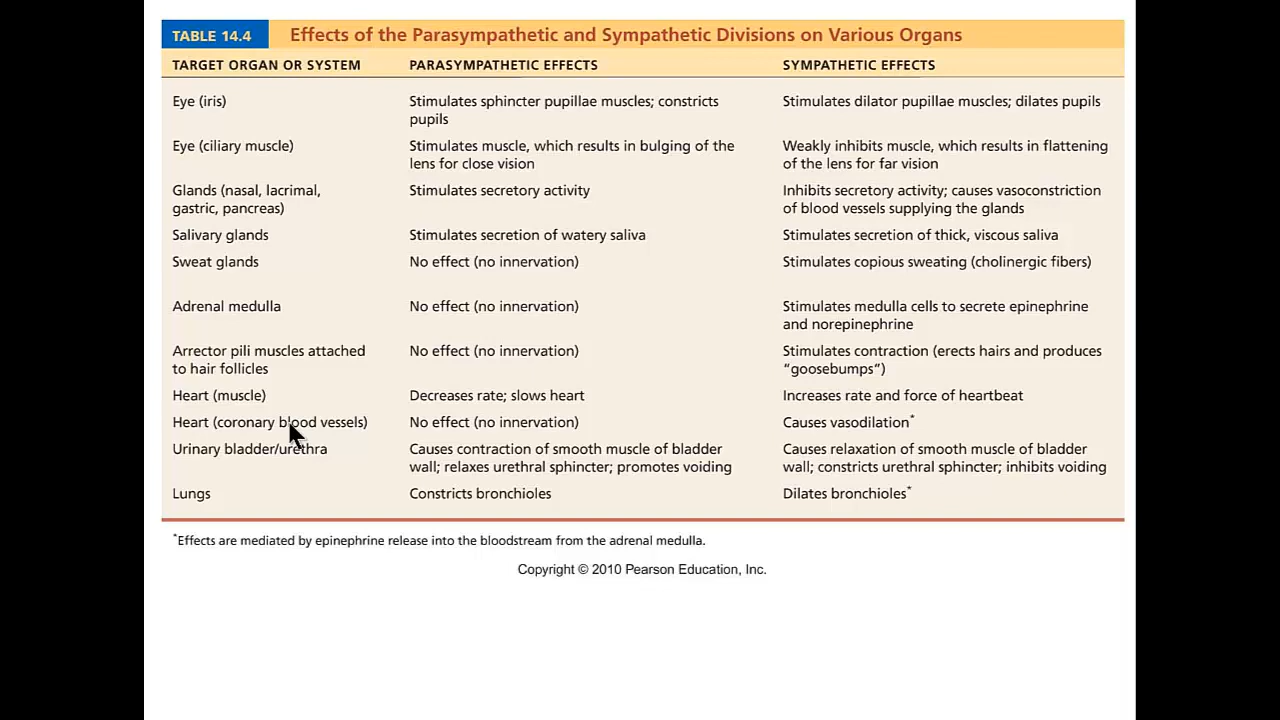 TABLE 14.4 Effects of the Parasympathetic and Sympathetic Divisions on Various Organs
TARGET ORGAN OR SYSTEM PARASYMPATHETIC EFFECTS SYMPATHETIC EFFECTS
Eye (iris) Stimulates sphincter pupillae muscles; constricts Stimulates dilator pupillae muscles; dilates pupils
pupils
Eye (ciliary muscle) Stimulates muscle, which results in bulging of the Weakly inhibits muscle, which results in flattening
lens for close vision of the lens for far vision
Glands (nasal, lacrimal, Stimulates secretory activity Inhibits secretory activity; causes vasoconstriction
gastric, pancreas) of blood vessels supplying the glands
Salivary glands Stimulates secretion of watery saliva Stimulates secretion of thick, viscous saliva
Sweat glands No effect (no innervation) Stimulates copious sweating (cholinergic fibers)
Adrenal medulla No effect (no innervation) Stimulates medulla cells to secrete epinephrine
and norepinephrine
Arrector pili muscles attached No effect (no innervation) Stimulates contraction (erects hairs and produces
to hair follicles “goosebumps”)
Heart (muscle) Decreases rate; slows heart Increases rate and force of heartbeat
Heart (coronary blood vessels) No effect (no innervation) Causes vasodilation*
Urinary bladder/urethra Causes contraction of smooth muscle of bladder Causes relaxation of smooth muscle of bladder
wall; relaxes urethral sphincter; promotes voiding wall; constricts urethral sphincter; inhibits voiding
Lungs Constricts bronchioles Dilates bronchioles*
*Effects are mediated by epinephrine release into the bloodstream from the adrenal medulla.
Copyright © 2010 Pearson Education, Inc.